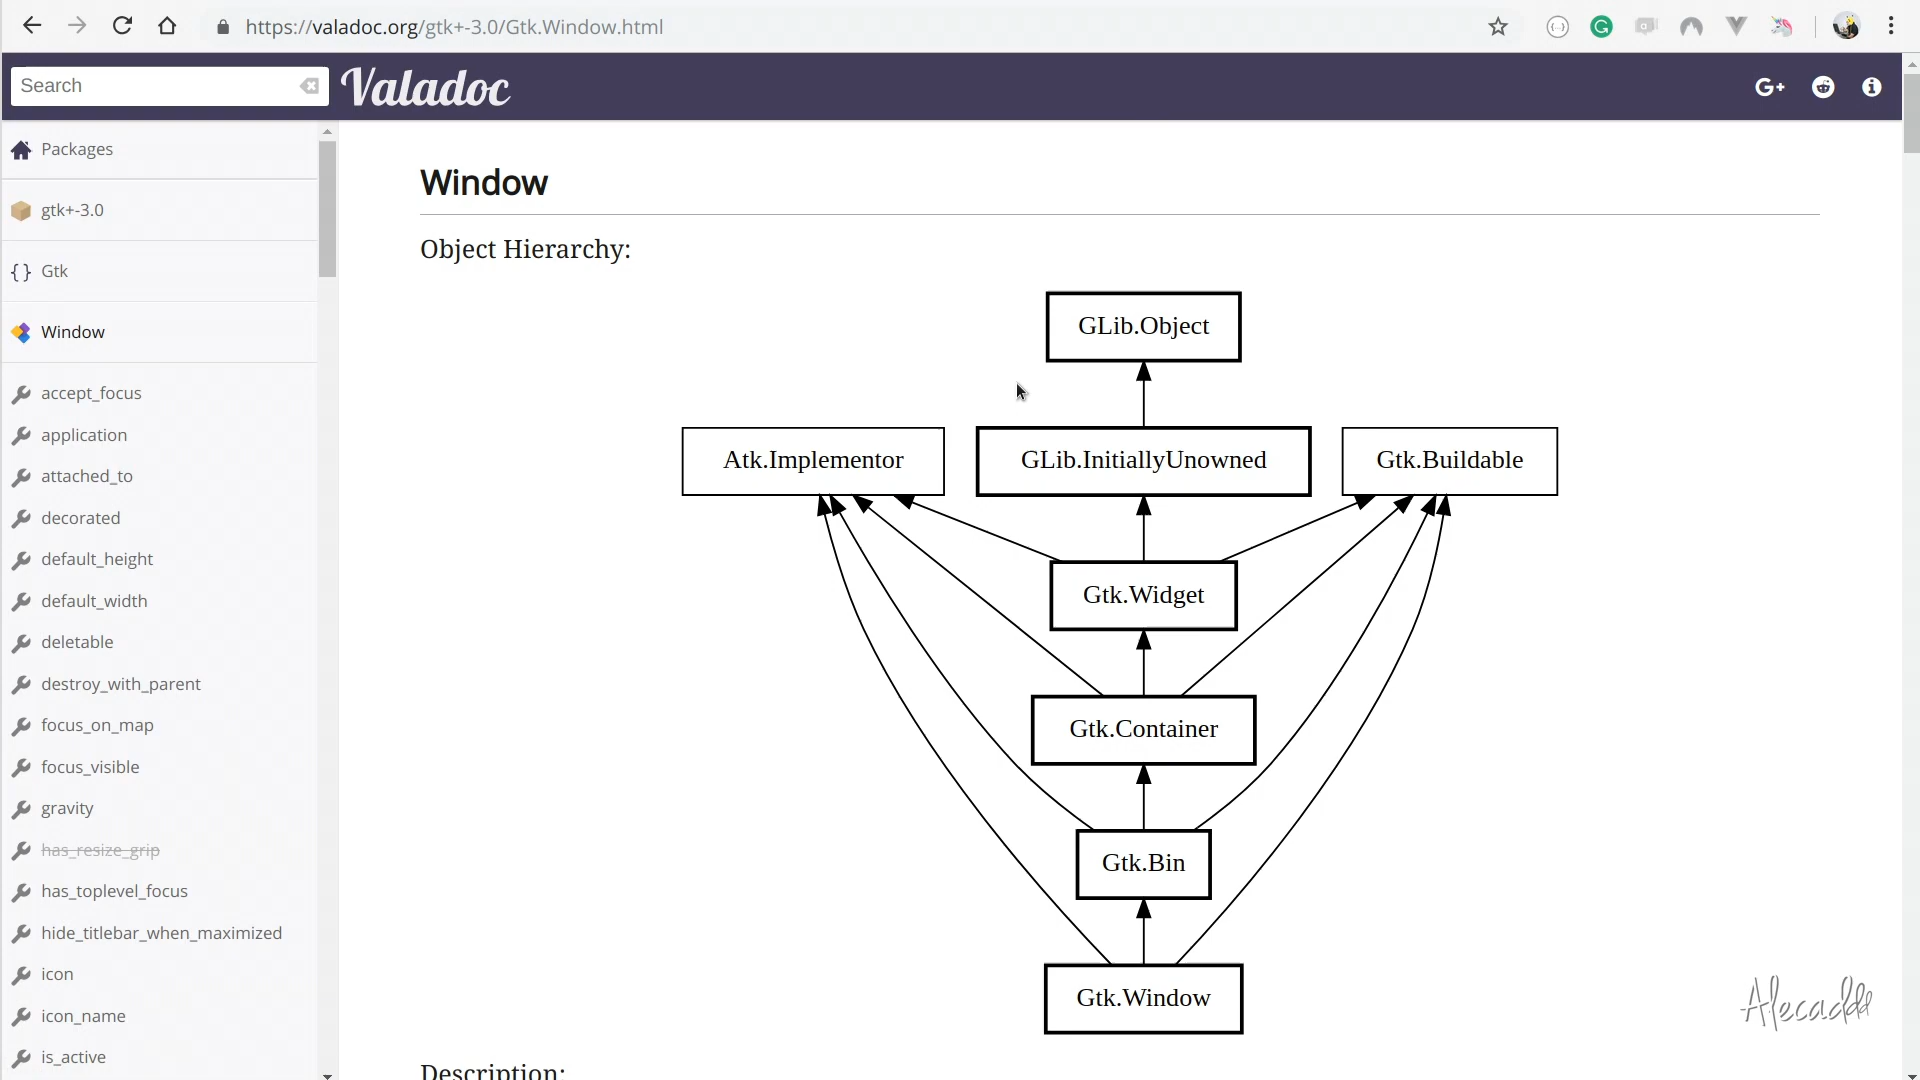 https://valadoc.org/gtk+-3.0/Gtk.Window.html
Search
Valadoc
G+
Packages
gtk+-3.0
{ } Gtk
Window
accept_focus
application
attached_to
decorated
default_height
default_width
deletable
destroy_with_parent
focus_on_map
focus_visible
gravity
has_resize_grip
has_toplevel_focus
hide_titlebar_when_maximized
icon
icon_name
is_active
Window
Object Hierarchy:
GLib.Object
Atk.Implementor
GLib.InitiallyUnowned
Gtk.Buildable
Gtk.Widget
Gtk.Container
Gtk.Bin
Gtk.Window
Description:
Alecaddd